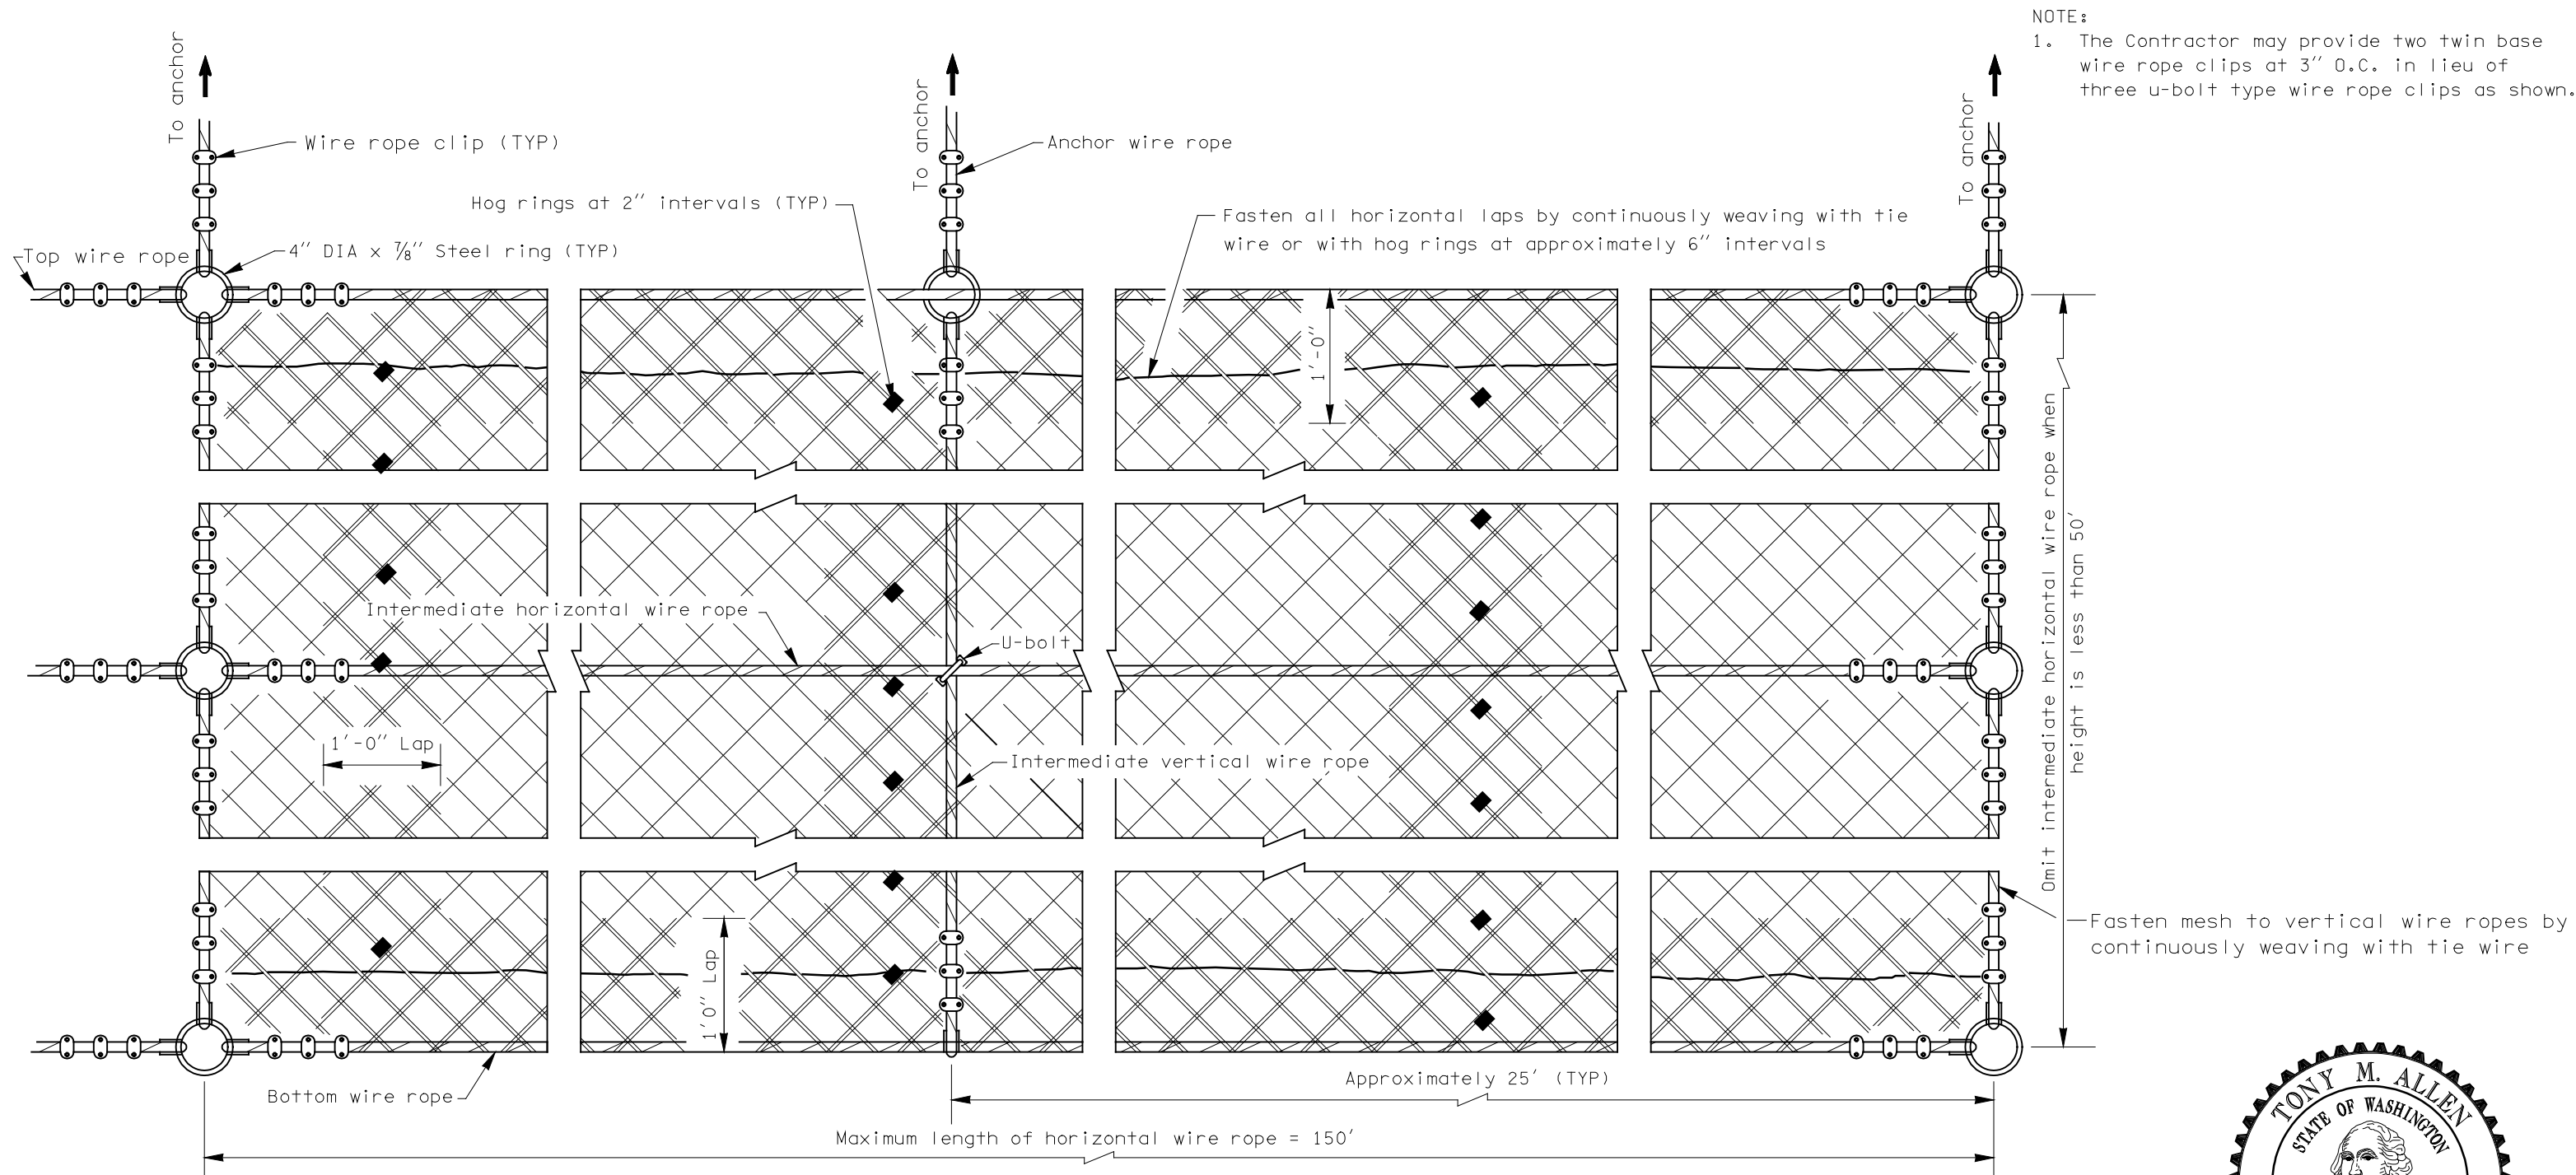 NOTE:
1. The Contractor may provide two twin base
wire rope clips at 3" O.C. in lieu of
three u-bolt type wire rope clips as shown.
To anchor
To anchor
To anchor
Wire rope clip (TYP)
Anchor wire rope
Hog rings at 2" intervals (TYP)
Fasten all horizontal laps by continuously weaving with tie
wire or with hog rings at approximately 6" intervals
Top wire rope
4" DIA x ⅞" Steel ring (TYP)
1'-0"
Omit intermediate horizontal wire rope when
height is less than 50'
Intermediate horizontal wire rope
U-bolt
1'-0" Lap
Intermediate vertical wire rope
Fasten mesh to vertical wire ropes by
continuously weaving with tie wire
1'0" Lap
Bottom wire rope
Approximately 25' (TYP)
Maximum length of horizontal wire rope = 150'
TONY M. ALLEN
STATE OF WASHINGTON